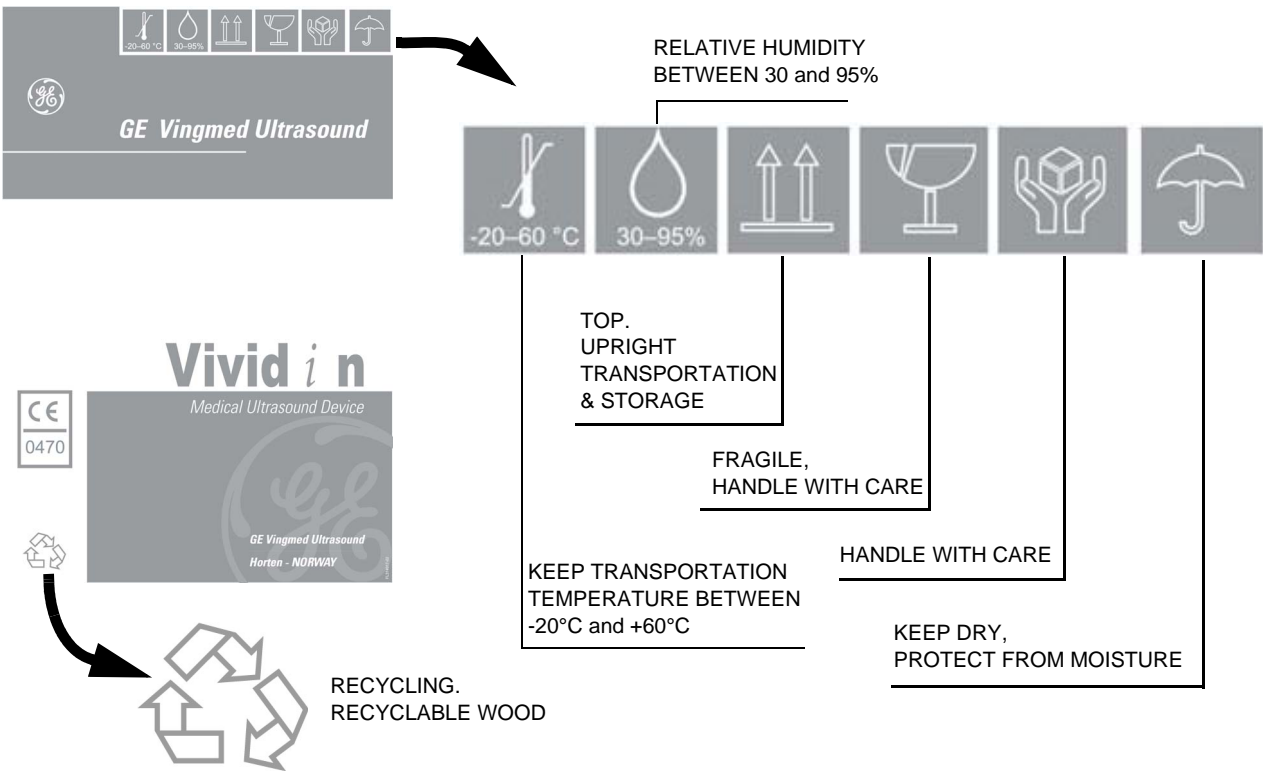 -20–60 °C 30–95%
GE
GE Vingmed Ultrasound
RELATIVE HUMIDITY
BETWEEN 30 and 95%
-20–60 °C 30–95%
TOP.
UPRIGHT
TRANSPORTATION
& STORAGE
FRAGILE,
HANDLE WITH CARE
HANDLE WITH CARE
KEEP TRANSPORTATION
TEMPERATURE BETWEEN
-20°C and +60°C
KEEP DRY,
PROTECT FROM MOISTURE
Vivid i n
Medical Ultrasound Device
CE
0470
GE
GE Vingmed Ultrasound
Horten - NORWAY
RECYCLING.
RECYCLABLE WOOD